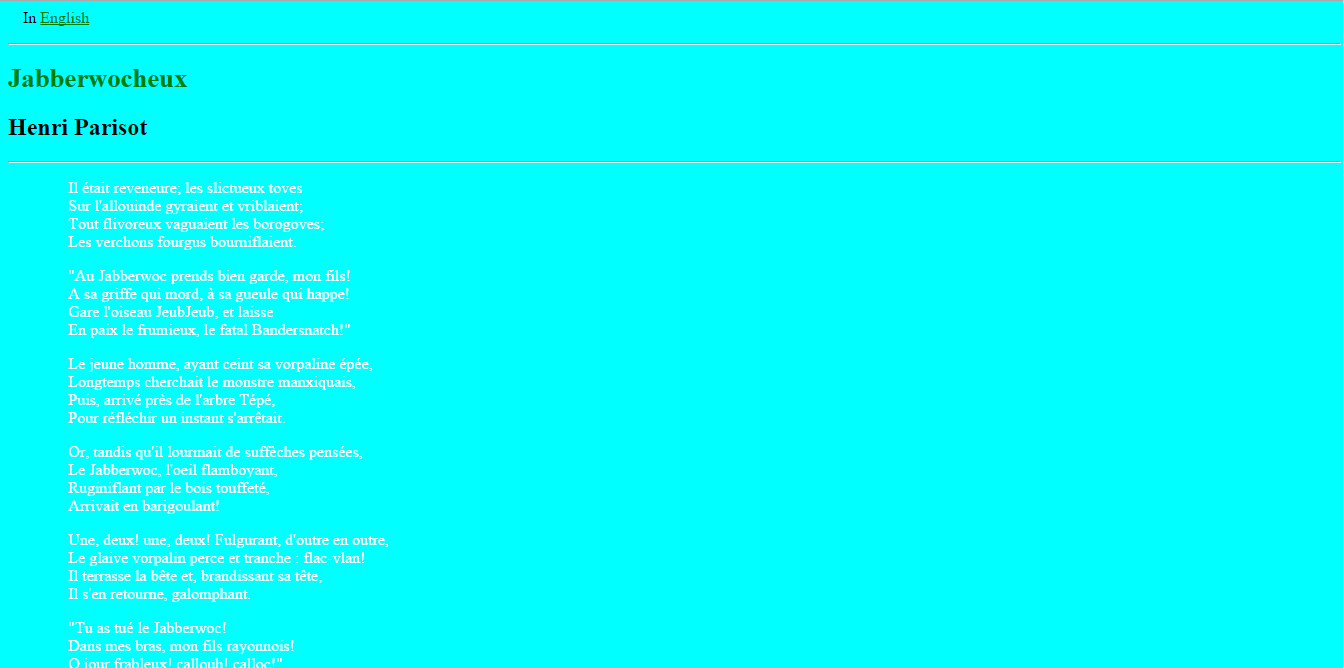 In English
Jabberwocheux
Henri Parisot
Il était reveneure; les slictueux toves
Sur l'allouinde gyraient et vriblaient;
Tout flivoreux vaguaient les borogoves;
Les verchons fourgus bourniflaient.
"Au Jabberwoc prends bien garde, mon fils!
A sa griffe qui mord, à sa gueule qui happe!
Gare l'oiseau JeubJeub, et laisse
En paix le frumieux, le fatal Bandersnatch!"
Le jeune homme, ayant ceint sa vorpaline épée,
Longtemps cherchait le monstre manxiquais,
Puis, arrivé près de l'arbre Tépé,
Pour réfléchir un instant s'arrêtait.
Or, tandis qu'il lourmait de suffèches pensées,
Le Jabberwoc, l'oeil flamboyant,
Ruginiflant par le bois touffeté,
Arrivait en barigoulant!
Une, deux! une, deux! Fulgurant, d'outre en outre,
Le glaive vorpalin perce et tranche : flac-vlan!
Il terrasse la bête et, brandissant sa tête,
Il s'en retourne, galomphant.
"Tu as tué le Jabberwoc!
Dans mes bras, mon fils rayonnois!
O jour frableux! callouh! calloc!"